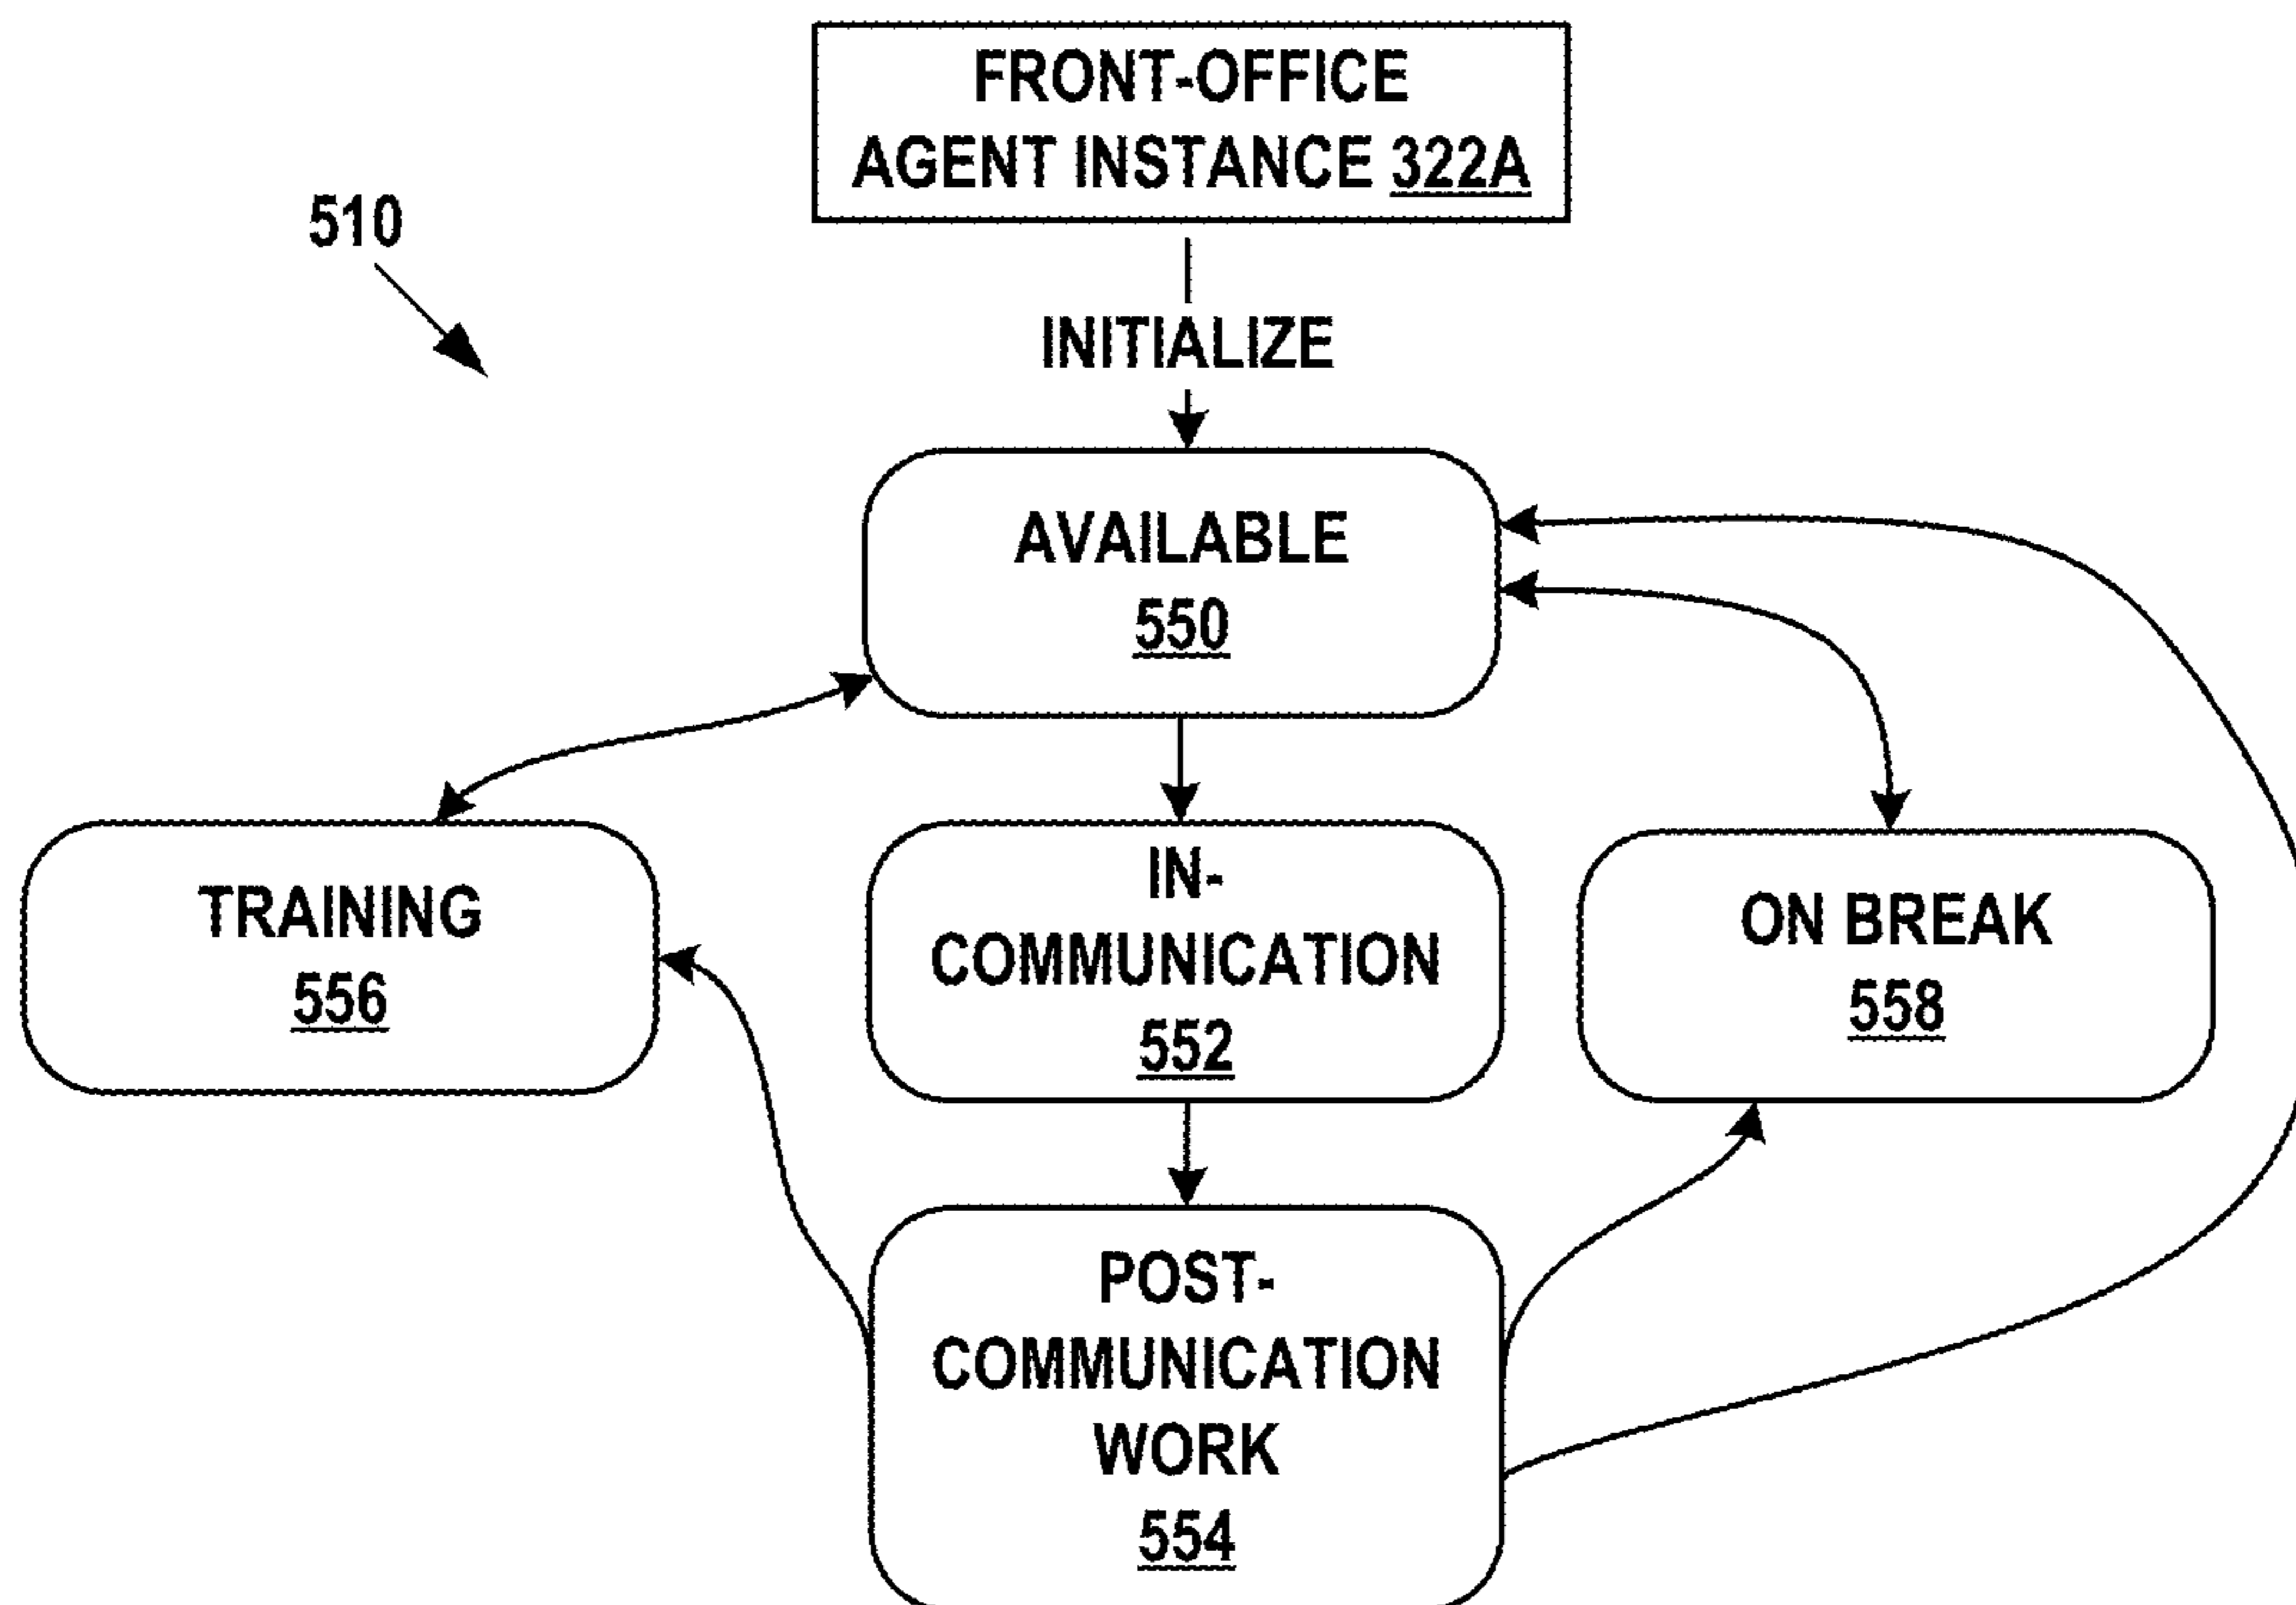 FRONT-OFFICE
AGENT INSTANCE 322A
510
INITIALIZE
AVAILABLE
550
TRAINING
556
IN-
COMMUNICATION
552
ON BREAK
558
POST-
COMMUNICATION
WORK
554